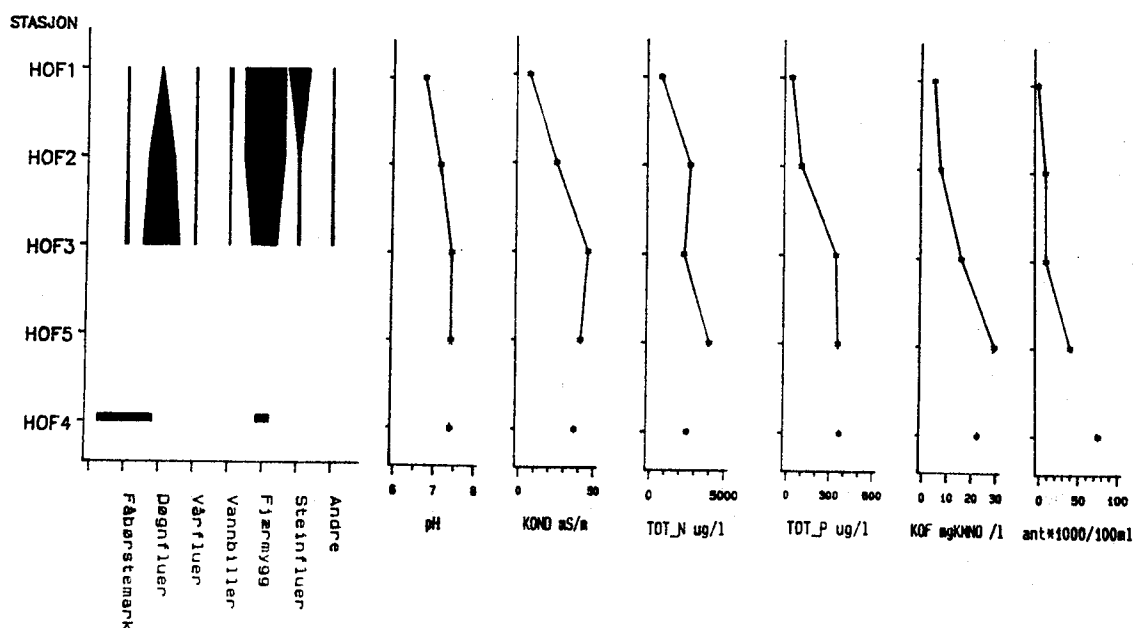 STASJON
HOF1
HOF2
HOF3
HOF5
HOF4
Fåbørstemark
Døgnfluer
Vårfluer
Vannbiller
Fjærmygg
Steinfluer
Andre
6 7 8
pH
0 30
KOND mS/m
0 5000
TOT_N ug/l
0 300 600
TOT_P ug/l
0 10 20 30
KOF mgKMNO /l
0 50 100
ant*1000/100ml